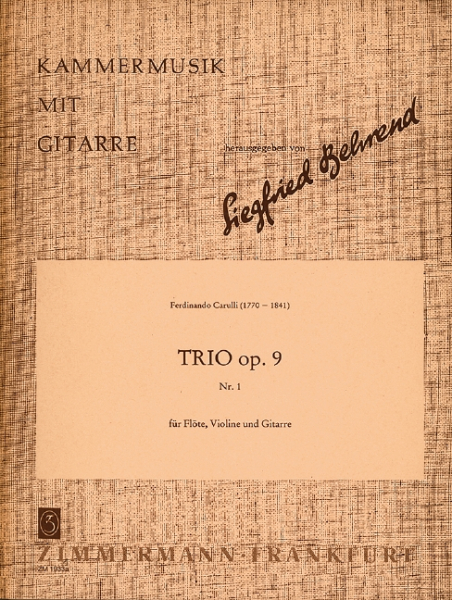 KAMMERMUSIK
MIT
GITARRE
herausgegeben von
Siegfried Behrend
Ferdinando Carulli (1770 – 1841)
TRIO op. 9
Nr. 1
für Flöte, Violine und Gitarre
ZIMMERMANN · FRANKFURT
ZM